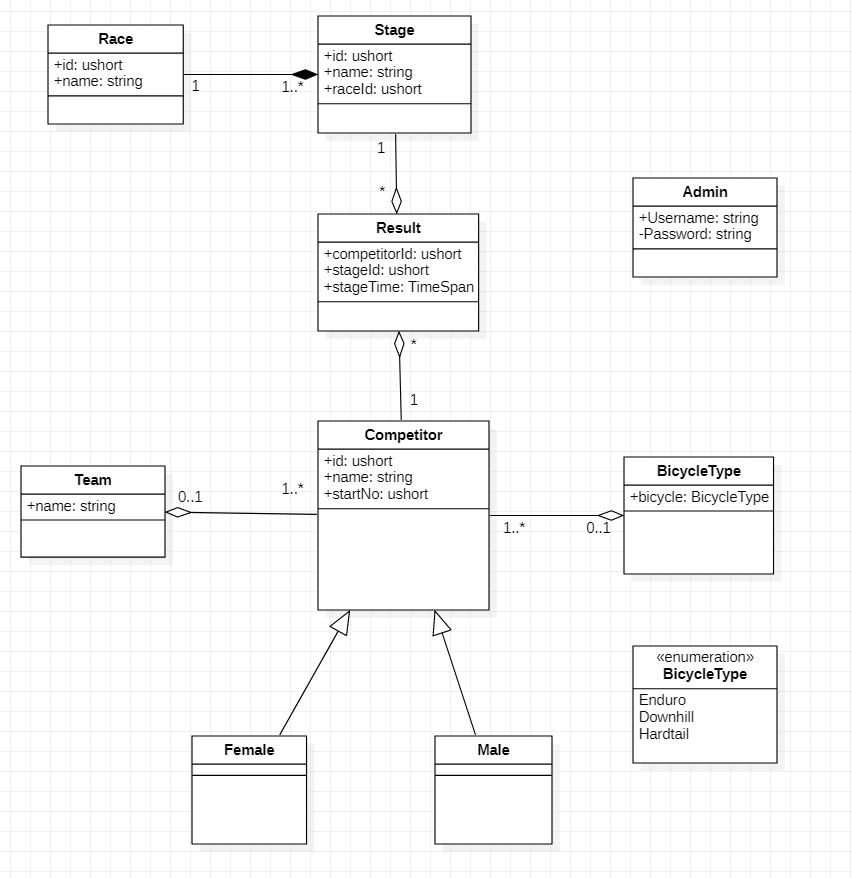 Race
+id: ushort
+name: string
1
1..*
Stage
+id: ushort
+name: string
+raceId: ushort
1
*
Result
+competitorId: ushort
+stageId: ushort
+stageTime: TimeSpan
*
1
Admin
+Username: string
-Password: string
Competitor
+id: ushort
+name: string
+startNo: ushort
Team
+name: string
0..1
1..*
1..*
0..1
BicycleType
+bicycle: BicycleType
«enumeration»
BicycleType
Enduro
Downhill
Hardtail
Female
Male